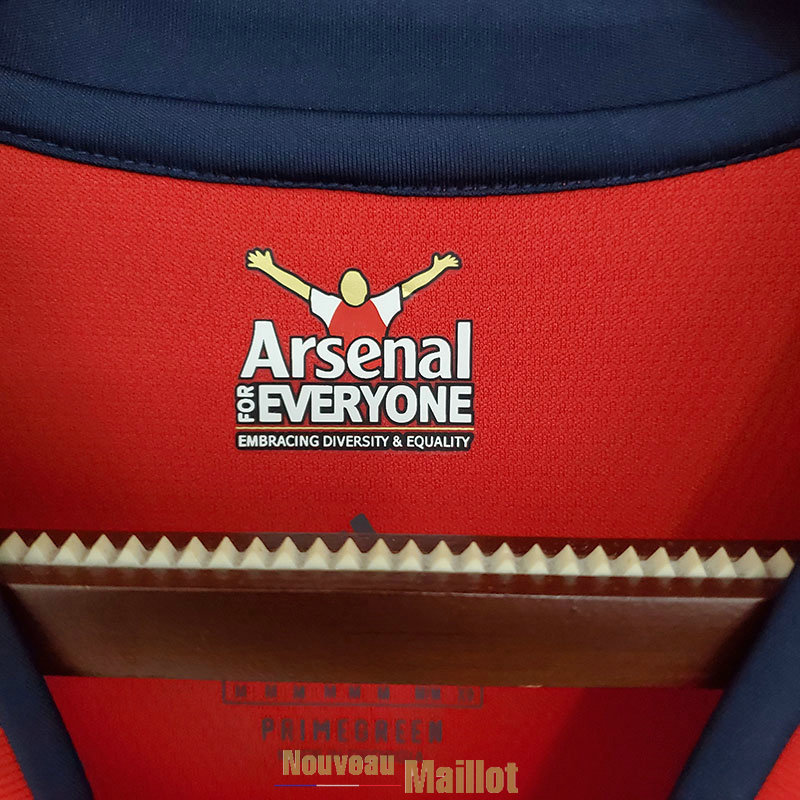 Arsenal
FOR EVERYONE
EMBRACING DIVERSITY & EQUALITY
PRIMEGREEN
Nouveau Maillot